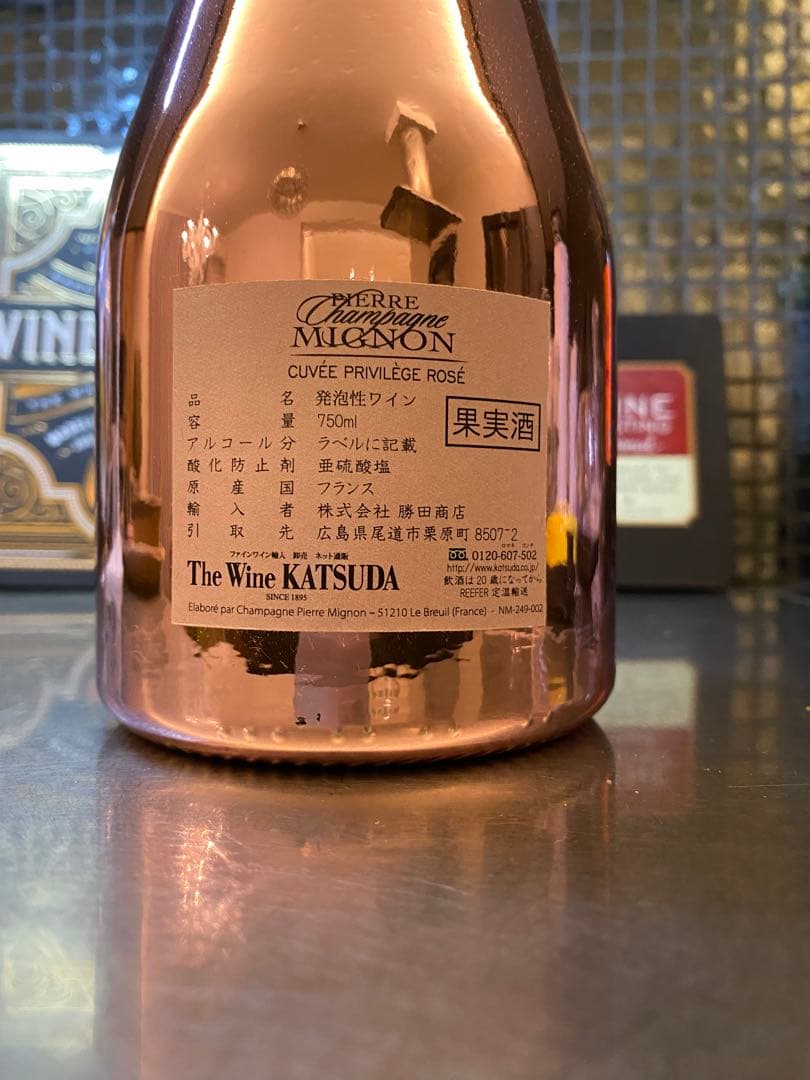 PIERRE
Champagne
MIGNON
CUVÉE PRIVILÈGE ROSÉ
品名 発泡性ワイン
容量 750ml
アルコール分 ラベルに記載
酸化防止剤 亜硫酸塩
原産国 フランス
輸入者 株式会社 勝田商店
引取先 広島県尾道市栗原町 8507-2
果実酒
ファインワイン輸入 卸売 ネット通販
The Wine KATSUDA
SINCE 1895
0120-607-502
http://www.katsuda.co.jp/
飲酒は20歳になってから
REEFER 定温輸送
Elaboré par Champagne Pierre Mignon – 51210 Le Breuil (France) - NM-249-002
WINE